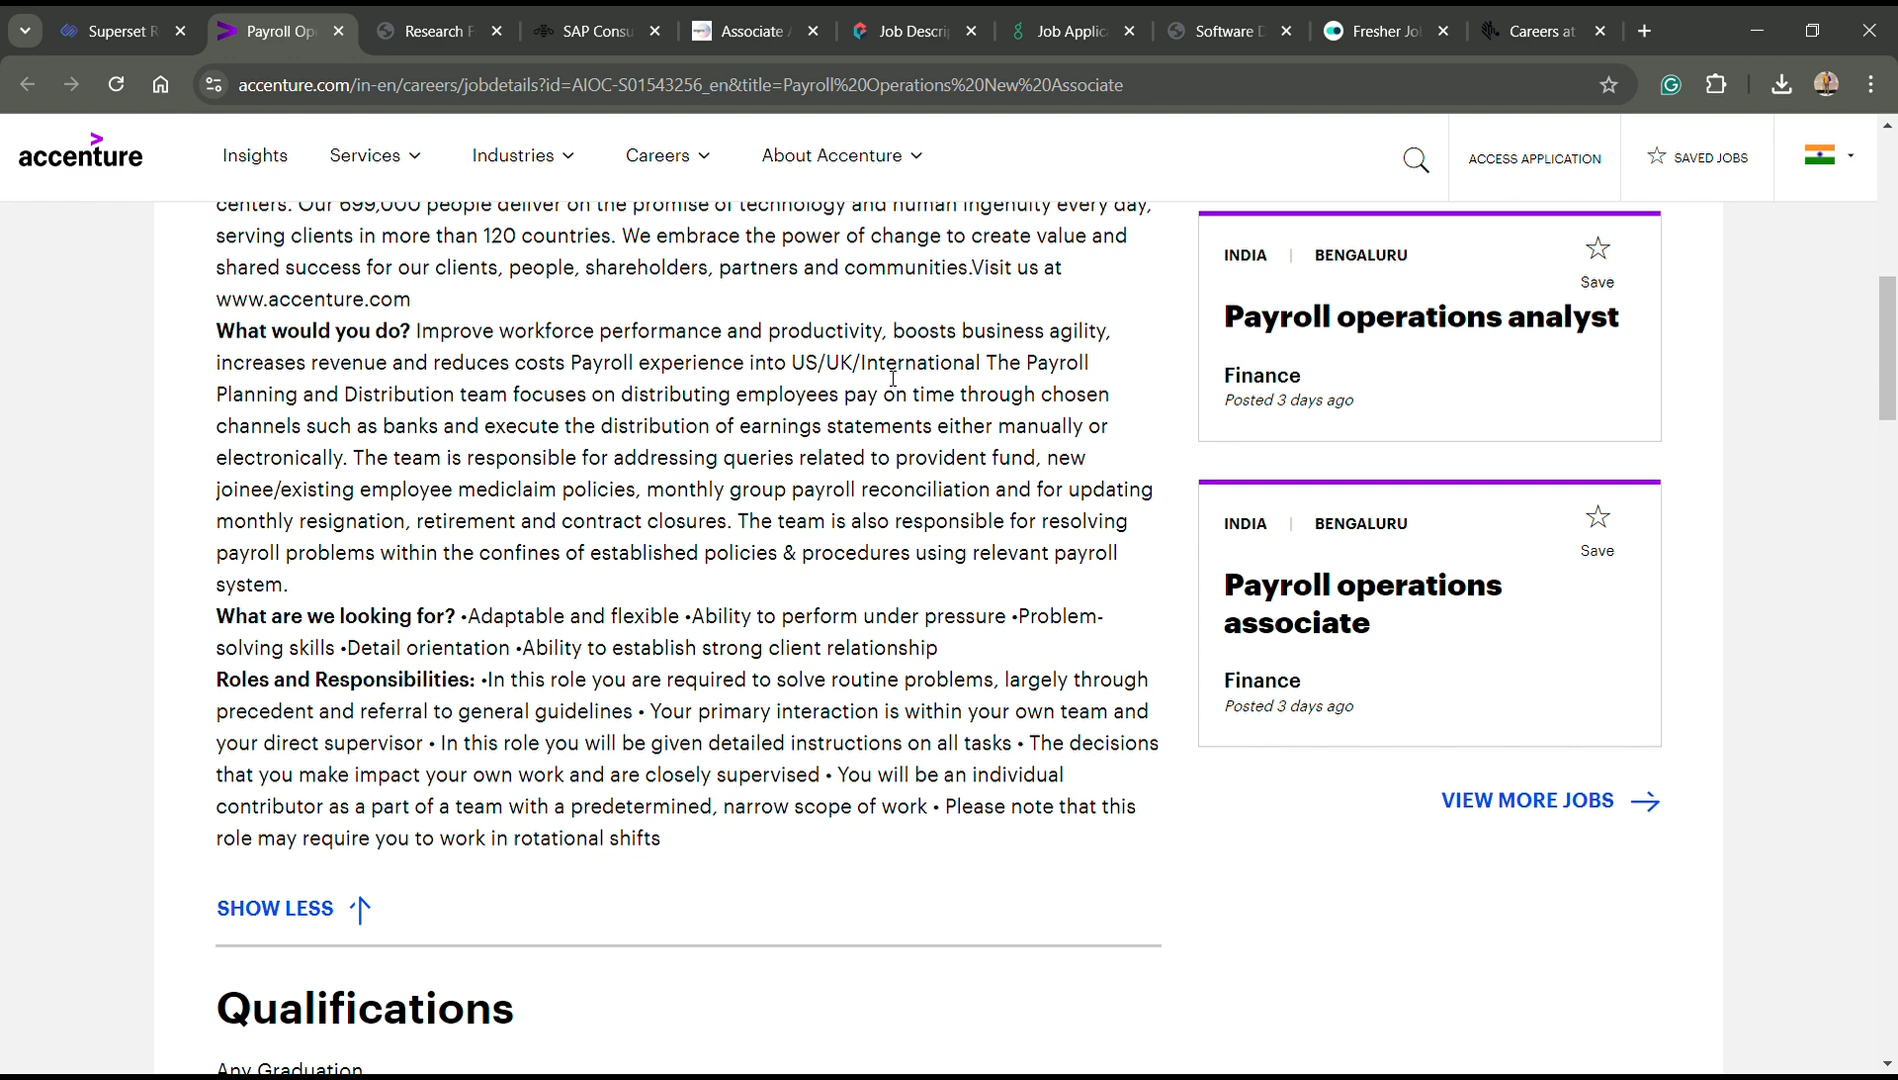 Superset R
Payroll Op
Research F
SAP Consu
Associate A
Job Descri
Job Applic
Software D
Fresher Jo
Careers at
accenture.com/in-en/careers/jobdetails?id=AIOC-S01543256_en&title=Payroll%20Operations%20New%20Associate
accenture
Insights
Services
Industries
Careers
About Accenture
ACCESS APPLICATION
SAVED JOBS
centers. Our 699,000 people deliver on the promise of technology and human ingenuity every day,
serving clients in more than 120 countries. We embrace the power of change to create value and
shared success for our clients, people, shareholders, partners and communities.Visit us at
www.accenture.com
What would you do? Improve workforce performance and productivity, boosts business agility,
increases revenue and reduces costs Payroll experience into US/UK/International The Payroll
Planning and Distribution team focuses on distributing employees pay on time through chosen
channels such as banks and execute the distribution of earnings statements either manually or
electronically. The team is responsible for addressing queries related to provident fund, new
joinee/existing employee mediclaim policies, monthly group payroll reconciliation and for updating
monthly resignation, retirement and contract closures. The team is also responsible for resolving
payroll problems within the confines of established policies & procedures using relevant payroll
system.
What are we looking for? •Adaptable and flexible •Ability to perform under pressure •Problem-
solving skills •Detail orientation •Ability to establish strong client relationship
Roles and Responsibilities: •In this role you are required to solve routine problems, largely through
precedent and referral to general guidelines • Your primary interaction is within your own team and
your direct supervisor • In this role you will be given detailed instructions on all tasks • The decisions
that you make impact your own work and are closely supervised • You will be an individual
contributor as a part of a team with a predetermined, narrow scope of work • Please note that this
role may require you to work in rotational shifts
SHOW LESS
Qualifications
Any Graduation
INDIA | BENGALURU
Save
Payroll operations analyst
Finance
Posted 3 days ago
INDIA | BENGALURU
Save
Payroll operations
associate
Finance
Posted 3 days ago
VIEW MORE JOBS